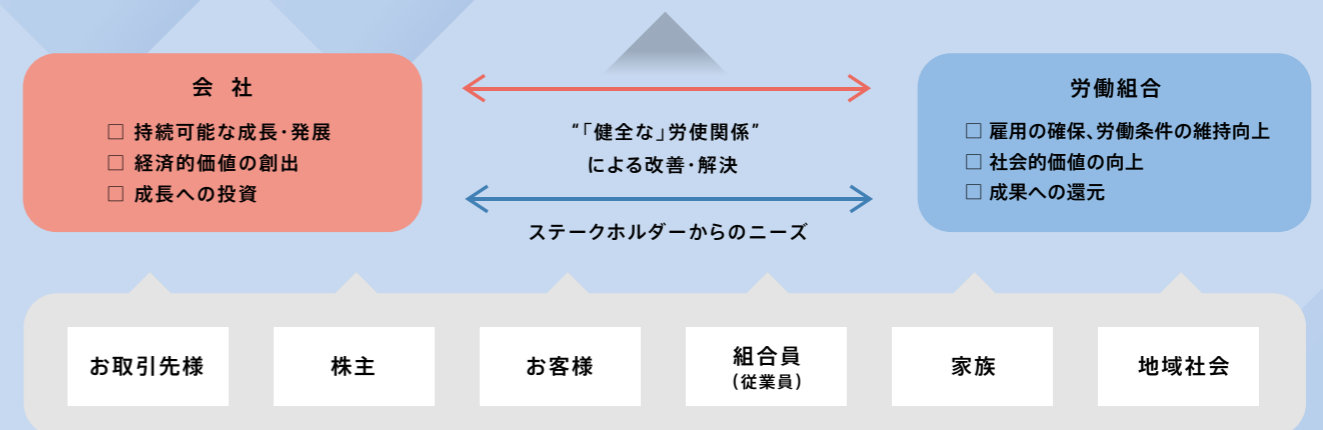 会 社
□ 持続可能な成長・発展
□ 経済的価値の創出
□ 成長への投資
“「健全な」労使関係”
による改善・解決
ステークホルダーからのニーズ
労働組合
□ 雇用の確保、労働条件の維持向上
□ 社会的価値の向上
□ 成果への還元
お取引先様
株主
お客様
組合員
(従業員)
家族
地域社会